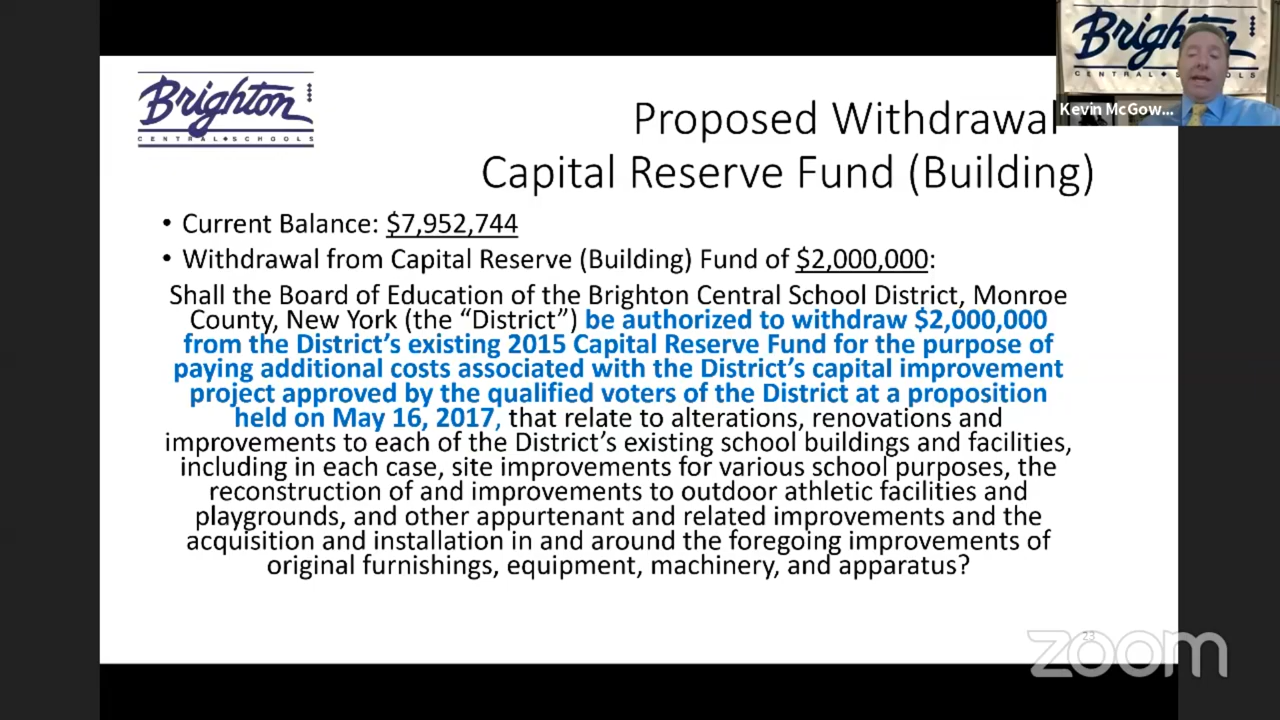 Brighton
CENTRAL SCHOOLS
Brighton
CENTRAL SCHOOLS
Kevin McGow...
Proposed Withdrawal
Capital Reserve Fund (Building)
• Current Balance: $7,952,744
• Withdrawal from Capital Reserve (Building) Fund of $2,000,000:
Shall the Board of Education of the Brighton Central School District, Monroe
County, New York (the “District”) be authorized to withdraw $2,000,000
from the District’s existing 2015 Capital Reserve Fund for the purpose of
paying additional costs associated with the District’s capital improvement
project approved by the qualified voters of the District at a proposition
held on May 16, 2017, that relate to alterations, renovations and
improvements to each of the District’s existing school buildings and facilities,
including in each case, site improvements for various school purposes, the
reconstruction of and improvements to outdoor athletic facilities and
playgrounds, and other appurtenant and related improvements and the
acquisition and installation in and around the foregoing improvements of
original furnishings, equipment, machinery, and apparatus?
23
zoom